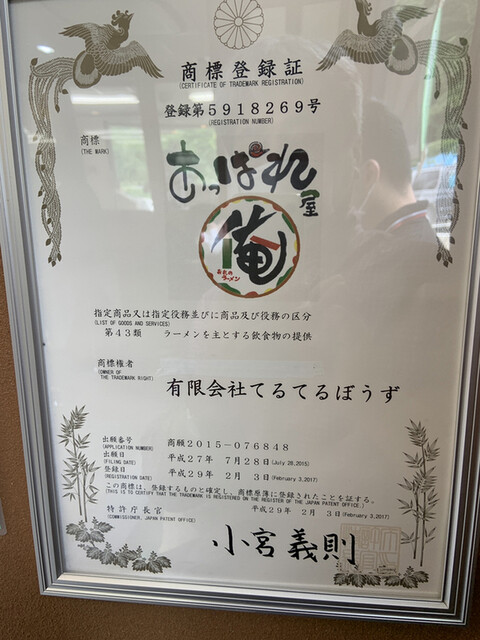 商標登録証
(CERTIFICATE OF TRADEMARK REGISTRATION)
登録第5918269号
(REGISTRATION NUMBER)
商標
(THE MARK)
あっぱれ屋
俺
おれの
ラーメン
指定商品又は指定役務並びに商品及び役務の区分
(LIST OF GOODS AND SERVICES)
第43類 ラーメンを主とする飲食物の提供
商標権者
(OWNER OF THE TRADEMARK RIGHT)
有限会社てるてるぼうず
出願番号 商願2015-076848
(APPLICATION NUMBER)
出願日 平成27年 7月28日(July 28,2015)
(FILING DATE)
登録日 平成29年 2月 3日(February 3,2017)
(REGISTRATION DATE)
この商標は、登録するものと確定し、商標原簿に登録されたことを証する。
(THIS IS TO CERTIFY THAT THE TRADEMARK IS REGISTERED ON THE REGISTER OF THE JAPAN PATENT OFFICE.)
平成29年 2月 3日(February 3,2017)
特許庁長官
(COMMISSIONER, JAPAN PATENT OFFICE)
小宮義則